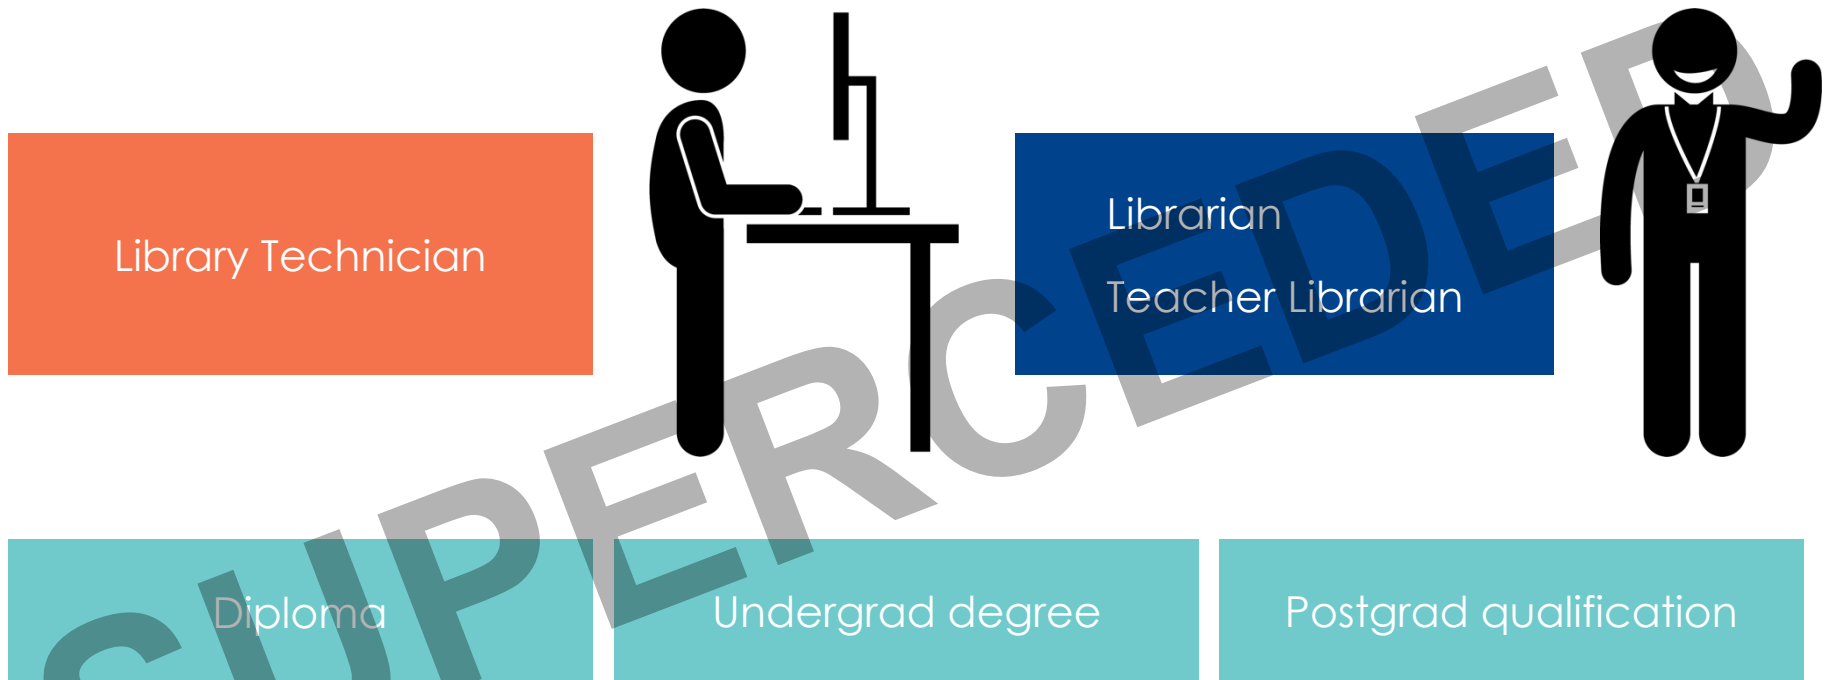 Library Technician
Librarian
Teacher Librarian
Diploma
Undergrad degree
Postgrad qualification
SUPERCEDED